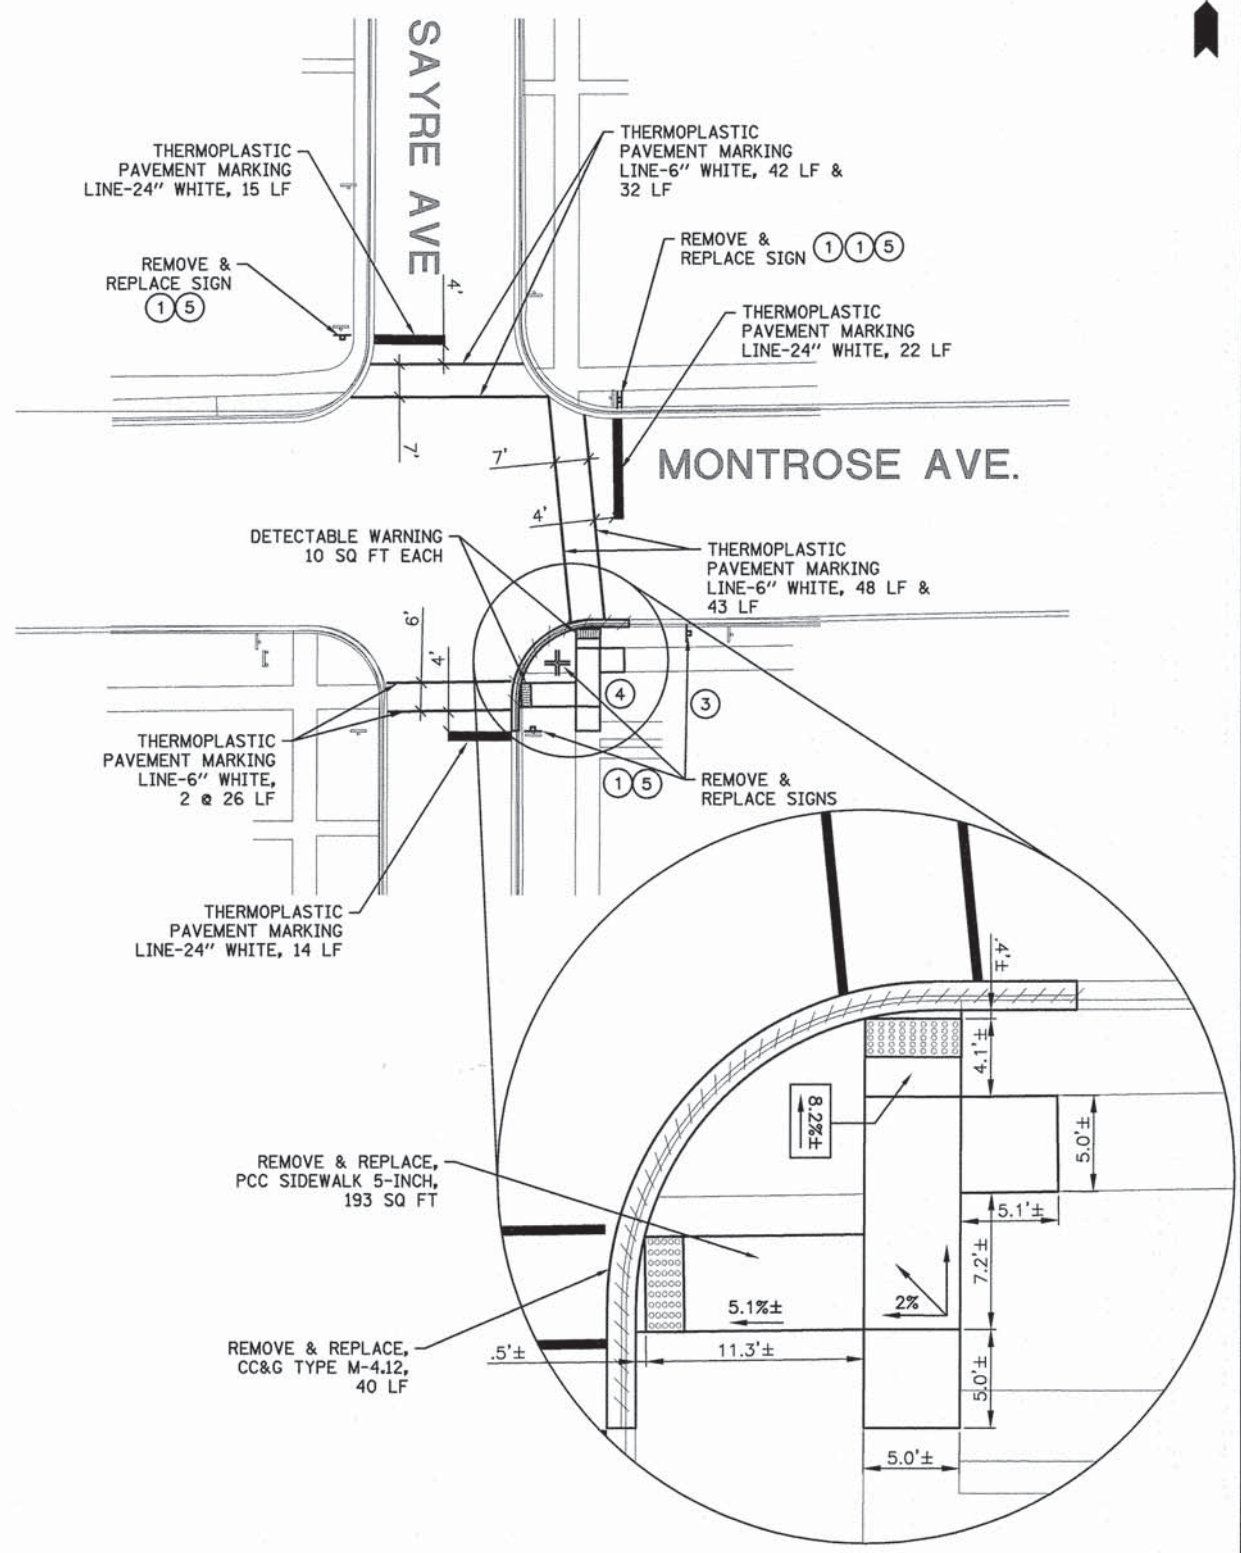 SAYRE AVE
THERMOPLASTIC
PAVEMENT MARKING
LINE-24" WHITE, 15 LF
THERMOPLASTIC
PAVEMENT MARKING
LINE-6" WHITE, 42 LF &
32 LF
REMOVE &
REPLACE SIGN
1 5
REMOVE &
REPLACE SIGN
1 1 5
4'
THERMOPLASTIC
PAVEMENT MARKING
LINE-24" WHITE, 22 LF
7'
7'
MONTROSE AVE.
4'
DETECTABLE WARNING
10 SQ FT EACH
THERMOPLASTIC
PAVEMENT MARKING
LINE-6" WHITE, 48 LF &
43 LF
6'
4'
4
3
THERMOPLASTIC
PAVEMENT MARKING
LINE-6" WHITE,
2 @ 26 LF
1 5
REMOVE &
REPLACE SIGNS
THERMOPLASTIC
PAVEMENT MARKING
LINE-24" WHITE, 14 LF
.4'±
4.1'±
8.2%±
5.0'±
5.1'±
7.2'±
REMOVE & REPLACE,
PCC SIDEWALK 5-INCH,
193 SQ FT
5.1%±
2%
REMOVE & REPLACE,
CC&G TYPE M-4.12,
40 LF
.5'±
11.3'±
5.0'±
5.0'±